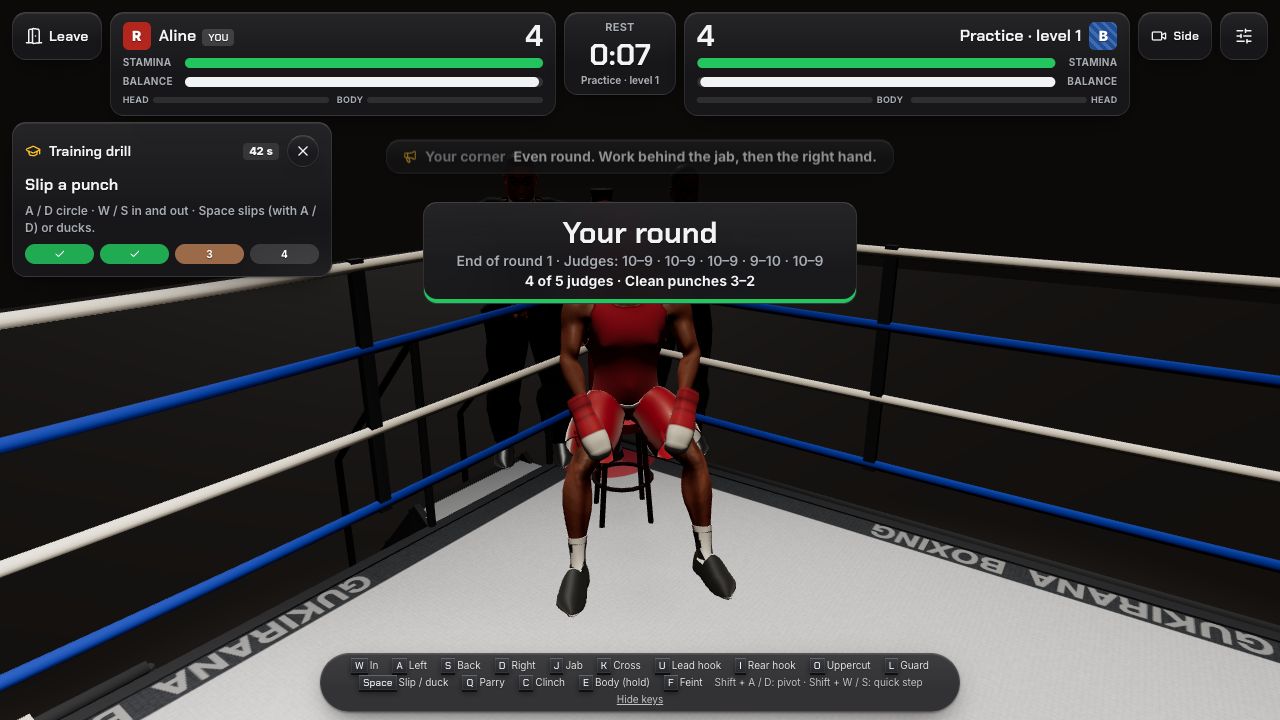 Leave
R Aline YOU 4
STAMINA
BALANCE
HEAD BODY
REST
0:07
Practice · level 1
4 Practice · level 1 B
STAMINA
BALANCE
BODY HEAD
Side
Training drill 42 s
Slip a punch
A / D circle · W / S in and out · Space slips (with A /
D) or ducks.
3 4
Your corner Even round. Work behind the jab, then the right hand.
Your round
End of round 1 · Judges: 10–9 · 10–9 · 10–9 · 9–10 · 10–9
4 of 5 judges · Clean punches 3–2
GUKIRANA
BOXING
GUKIRANA
W In A Left S Back D Right J Jab K Cross U Lead hook I Rear hook O Uppercut L Guard
Space Slip / duck Q Parry C Clinch E Body (hold) F Feint Shift + A / D: pivot · Shift + W / S: quick step
Hide keys